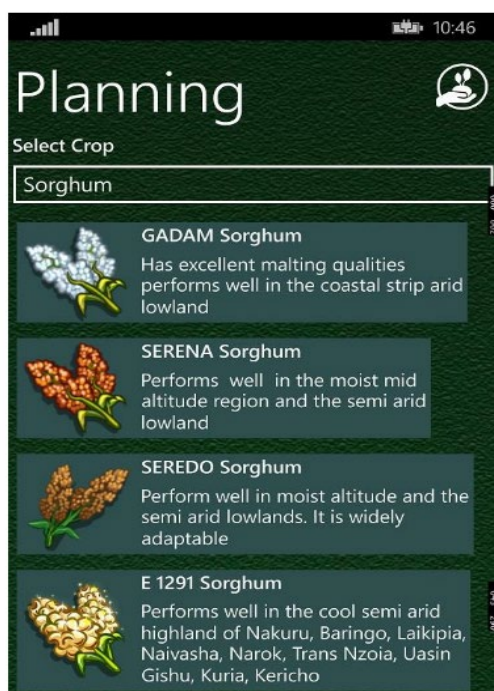 10:46
Planning
Select Crop
Sorghum
GADAM Sorghum
Has excellent malting qualities
performs well in the coastal strip arid
lowland
SERENA Sorghum
Performs well in the moist mid
altitude region and the semi arid
lowland
SEREDO Sorghum
Perform well in moist altitude and the
semi arid lowlands. It is widely
adaptable
E 1291 Sorghum
Performs well in the cool semi arid
highland of Nakuru, Baringo, Laikipia,
Naivasha, Narok, Trans Nzoia, Uasin
Gishu, Kuria, Kericho